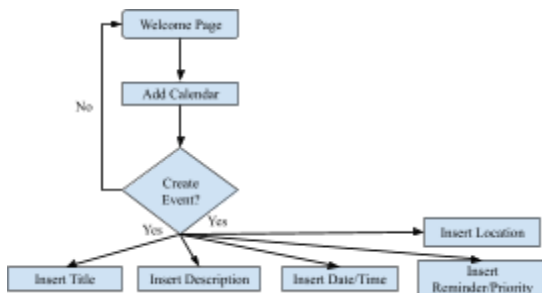 Welcome Page
Add Calendar
No
Create
Event?
Yes
Yes
Insert Location
Insert Title
Insert Description
Insert Date/Time
Insert
Reminder/Priority